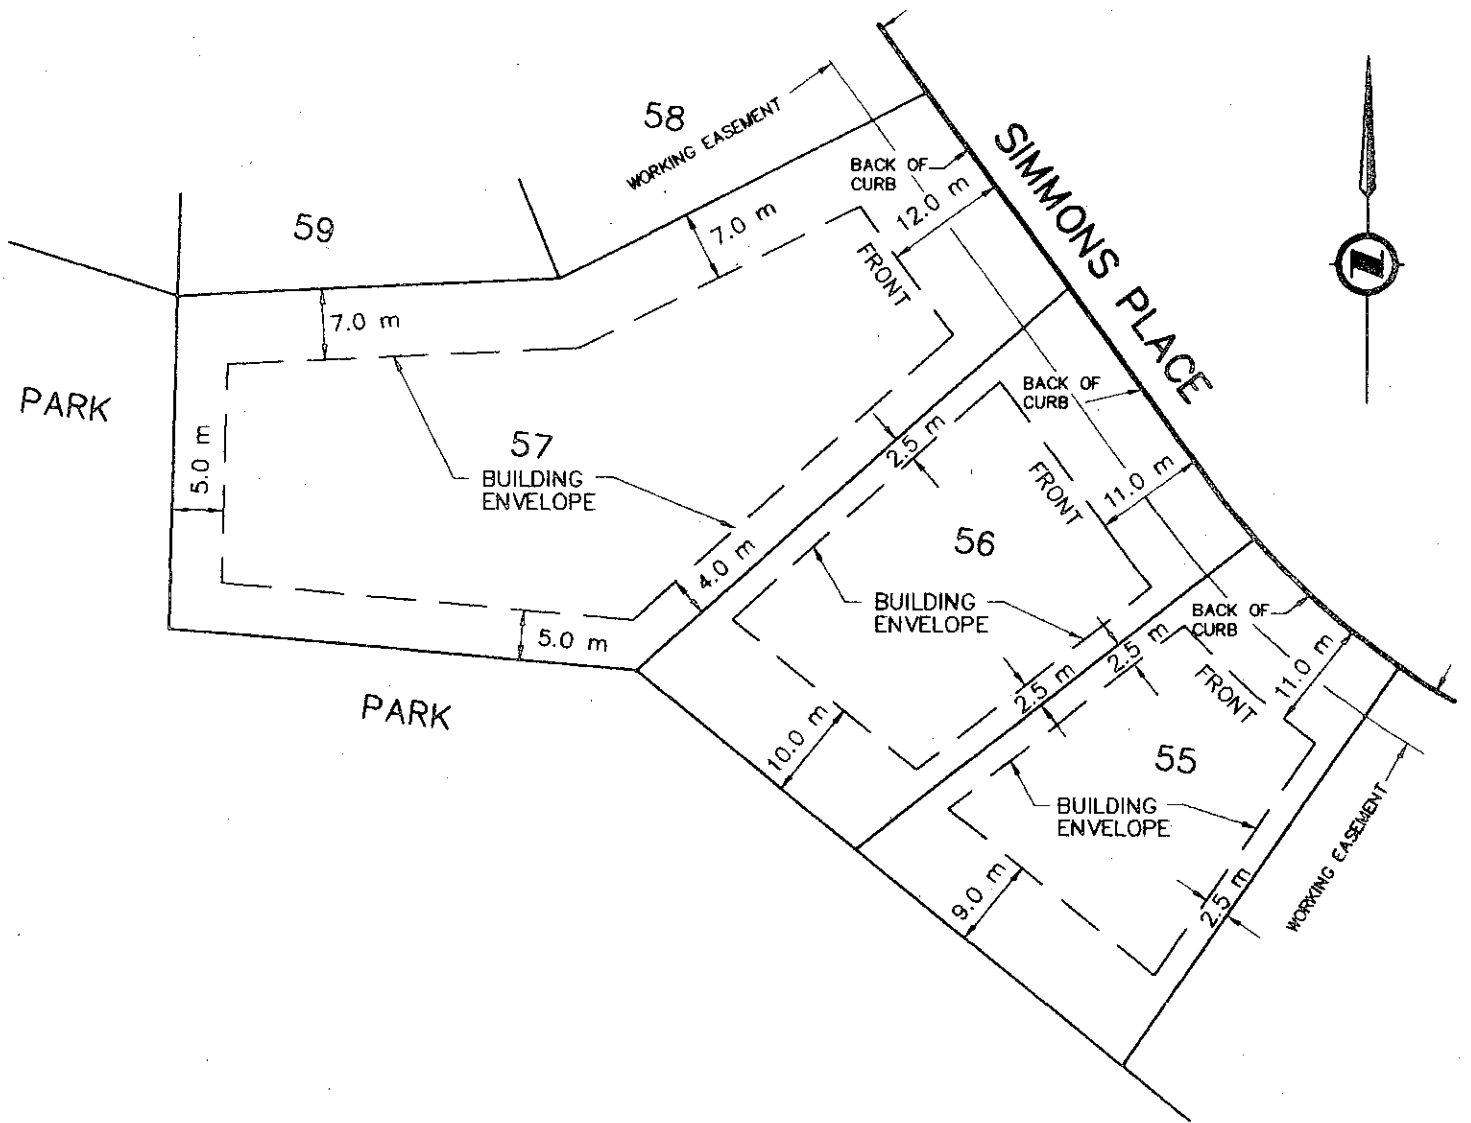 58
WORKING EASEMENT
SIMMONS PLACE
BACK OF
CURB
12.0 m
59
7.0 m
FRONT
7.0 m
PARK
BACK OF
CURB
57
BUILDING
ENVELOPE
5.0 m
2.5 m
FRONT
11.0 m
56
4.0 m
BUILDING
ENVELOPE
BACK OF
CURB
5.0 m
2.5 m
2.5 m
FRONT
11.0 m
PARK
10.0 m
55
BUILDING
ENVELOPE
WORKING EASEMENT
9.0 m
2.5 m